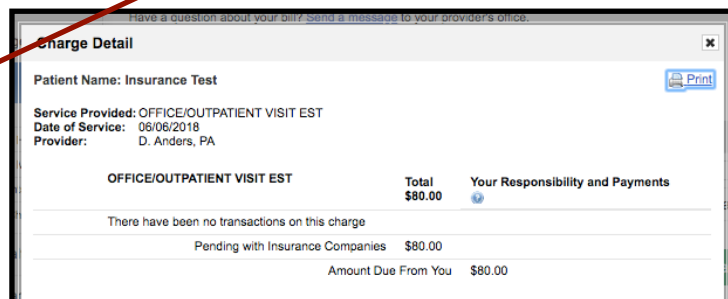 Have a question about your bill? Send a message to your provider's office.
Charge Detail
Patient Name: Insurance Test
Print
Service Provided: OFFICE/OUTPATIENT VISIT EST
Date of Service: 06/06/2018
Provider: D. Anders, PA
OFFICE/OUTPATIENT VISIT EST
Total
$80.00
Your Responsibility and Payments
There have been no transactions on this charge
Pending with Insurance Companies $80.00
Amount Due From You $80.00